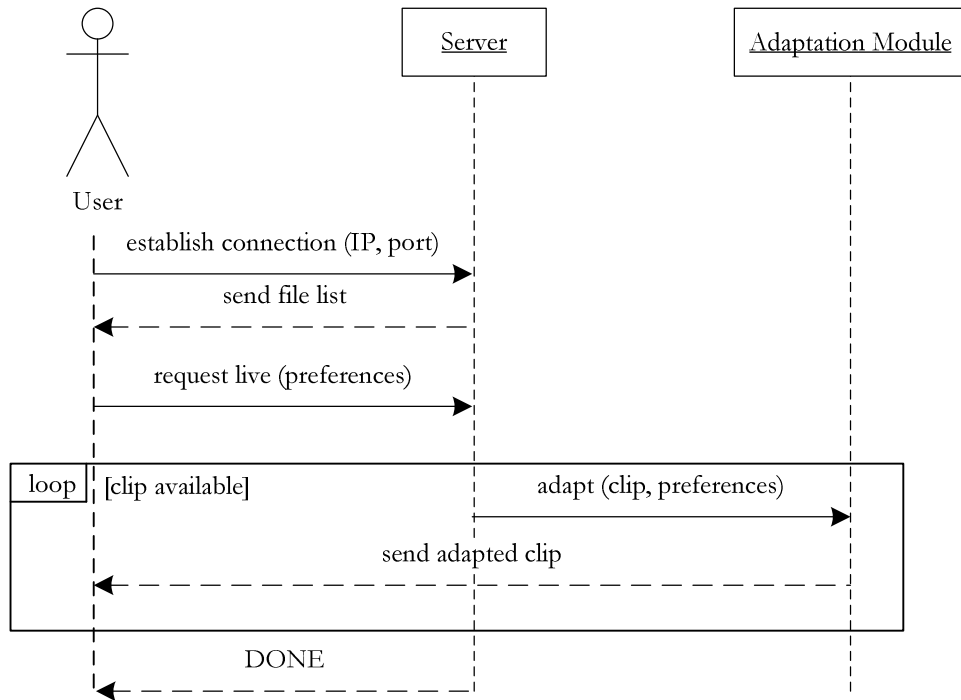 Server
Adaptation Module
User
establish connection (IP, port)
send file list
request live (preferences)
loop
[clip available]
adapt (clip, preferences)
send adapted clip
DONE